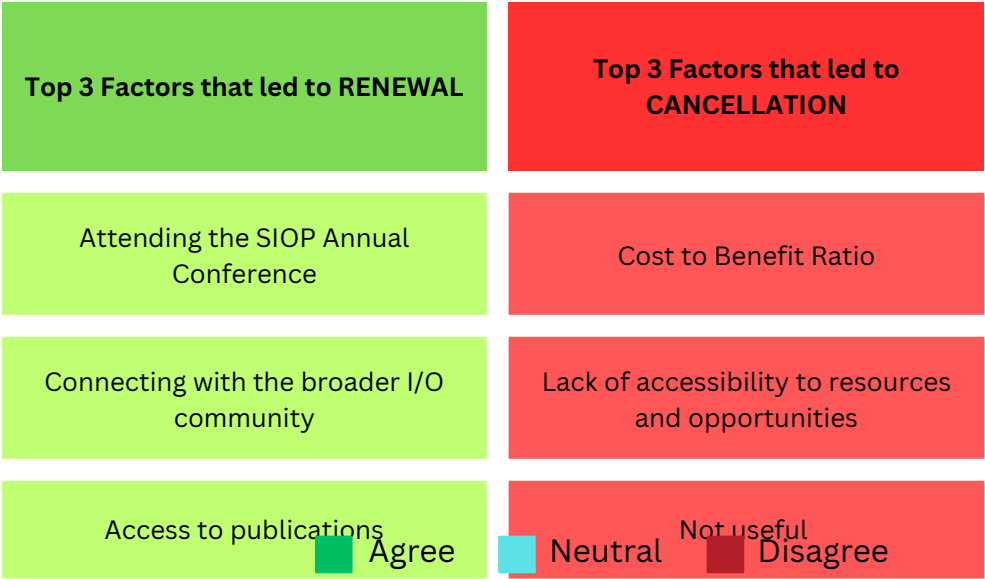 Top 3 Factors that led to RENEWAL
Top 3 Factors that led to
CANCELLATION
Attending the SIOP Annual
Conference
Cost to Benefit Ratio
Connecting with the broader I/O
community
Lack of accessibility to resources
and opportunities
Access to publications
Not useful
Agree
Neutral
Disagree